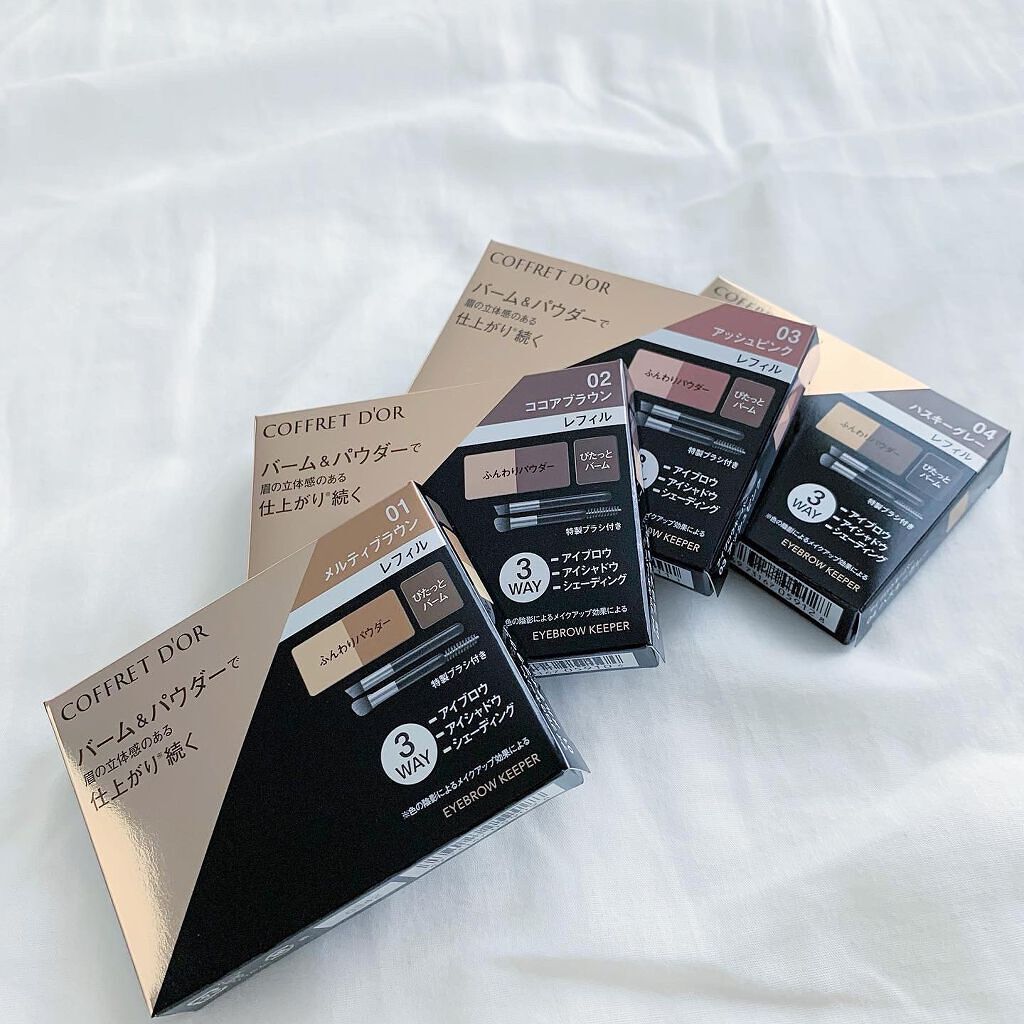 COFFRET D'OR
バーム&パウダーで
眉の立体感のある
仕上がり※続く
01
メルティブラウン
レフィル
ふんわりパウダー
ぴたっと
バーム
特製ブラシ付き
3
WAY
アイブロウ
アイシャドウ
シェーディング
※色の陰影によるメイクアップ効果による
EYEBROW KEEPER
COFFRET D'OR
バーム&パウダーで
眉の立体感のある
仕上がり※続く
02
ココアブラウン
レフィル
ふんわりパウダー
ぴたっと
バーム
特製ブラシ付き
3
WAY
アイブロウ
アイシャドウ
シェーディング
色の陰影によるメイクアップ効果による
EYEBROW KEEPER
COFFRET D'OR
バーム&パウダーで
眉の立体感のある
仕上がり※続く
03
アッシュピンク
レフィル
ふんわりパウダー
ぴたっと
バーム
特製ブラシ付き
アイブロウ
アイシャドウ
シェーディング
メイクアップ効果による
BROW KEEPER
COFFRET D'OR
04
ハスキーグレー
レフィル
ふんわりパウダー
ぴたっと
バーム
特製ブラシ付き
3
WAY
アイブロウ
アイシャドウ
シェーディング
※色の陰影によるメイクアップ効果による
EYEBROW KEEPER